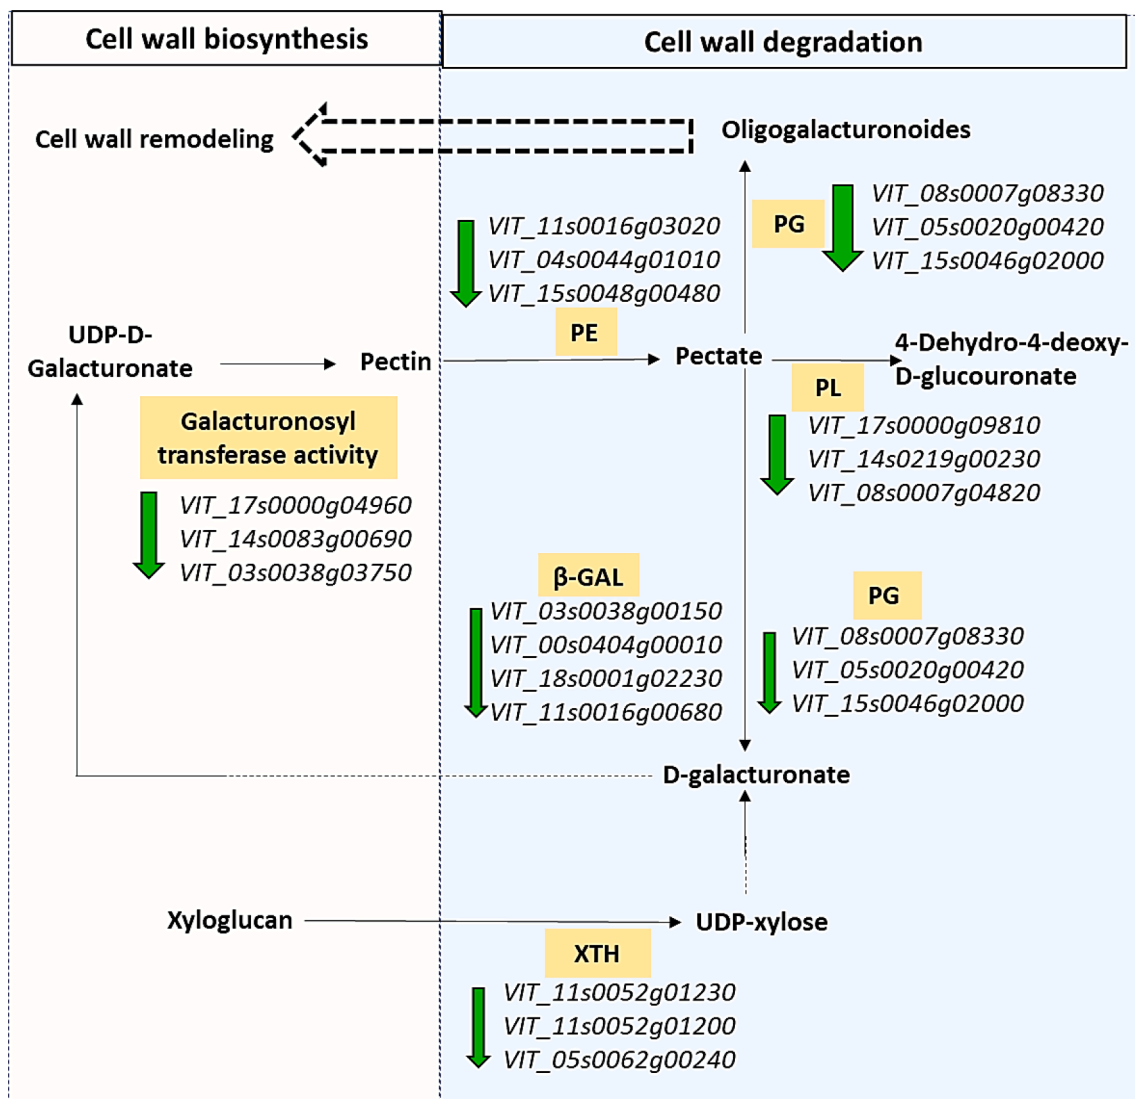 Cell wall biosynthesis
Cell wall degradation
Cell wall remodeling
Oligogalacturonoides
PG
VIT_08s0007g08330
VIT_05s0020g00420
VIT_15s0046g02000
VIT_11s0016g03020
VIT_04s0044g01010
VIT_15s0048g00480
PE
UDP-D-
Galacturonate
Pectin
Pectate
4-Dehydro-4-deoxy-
D-glucouronate
PL
VIT_17s0000g09810
VIT_14s0219g00230
VIT_08s0007g04820
Galacturonosyl
transferase activity
VIT_17s0000g04960
VIT_14s0083g00690
VIT_03s0038g03750
β-GAL
VIT_03s0038g00150
VIT_00s0404g00010
VIT_18s0001g02230
VIT_11s0016g00680
PG
VIT_08s0007g08330
VIT_05s0020g00420
VIT_15s0046g02000
D-galacturonate
Xyloglucan
UDP-xylose
XTH
VIT_11s0052g01230
VIT_11s0052g01200
VIT_05s0062g00240